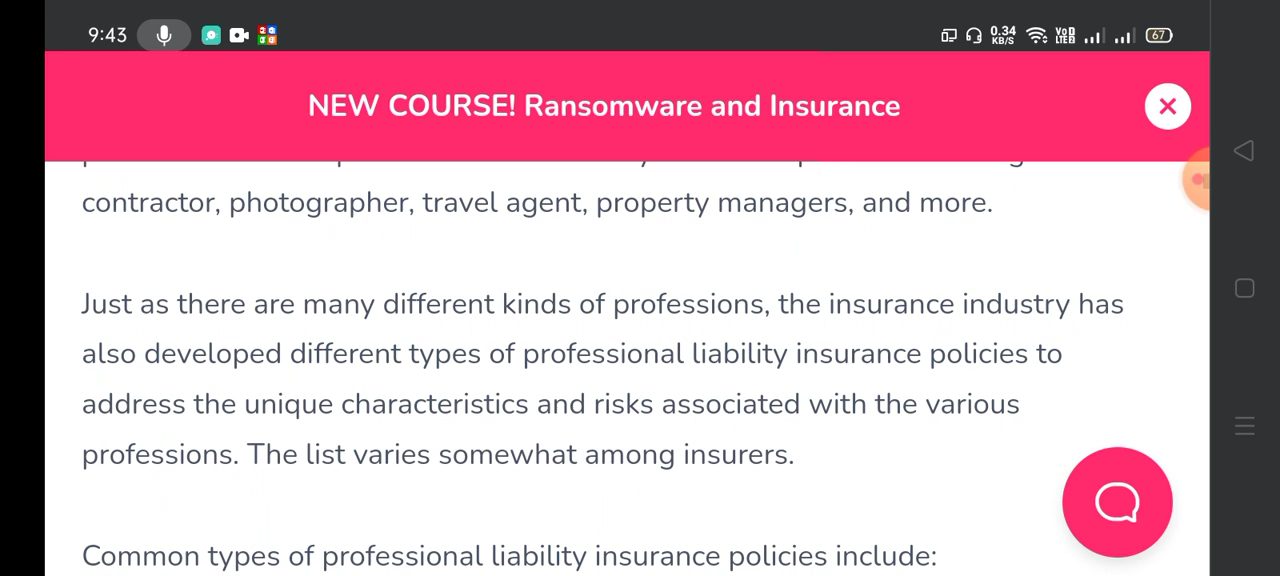 9:43
0.34
KB/S
VoD
LTE2
67
NEW COURSE! Ransomware and Insurance
contractor, photographer, travel agent, property managers, and more.
Just as there are many different kinds of professions, the insurance industry has
also developed different types of professional liability insurance policies to
address the unique characteristics and risks associated with the various
professions. The list varies somewhat among insurers.
Common types of professional liability insurance policies include: